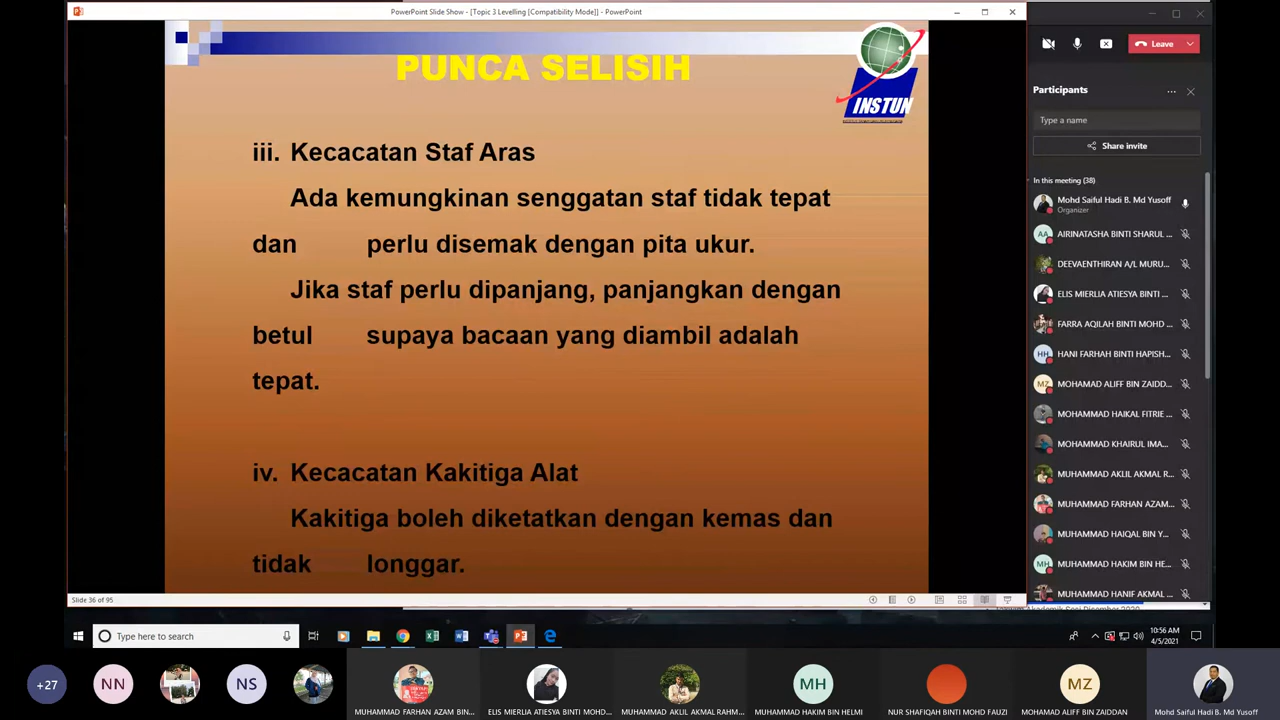 PowerPoint Slide Show - [Topic 3 Levelling [Compatibility Mode]] - PowerPoint
PUNCA SELISIH
INSTUN
iii. Kecacatan Staf Aras
Ada kemungkinan senggatan staf tidak tepat
dan perlu disemak dengan pita ukur.
Jika staf perlu dipanjang, panjangkan dengan
betul supaya bacaan yang diambil adalah
tepat.
iv. Kecacatan Kakitiga Alat
Kakitiga boleh diketatkan dengan kemas dan
tidak longgar.
Slide 36 of 95
Leave
Participants
Type a name
Share invite
In this meeting (38)
Mohd Saiful Hadi B. Md Yusoff
Organizer
AA AIRINATASHA BINTI SHARUL ...
DEEVAENTHIRAN A/L MURU...
ELIS MIERLIA ATIESYA BINTI ...
FARRA AQILAH BINTI MOHD ...
HH HANI FARHAH BINTI HAPISH...
MZ MOHAMAD ALIFF BIN ZAIDD...
MOHAMMAD HAIKAL FITRIE ...
MOHAMMAD KHAIRUL IMA...
MUHAMMAD AKLIL AKMAL R...
MUHAMMAD FARHAN AZAM...
MUHAMMAD HAIQAL BIN Y...
MH MUHAMMAD HAKIM BIN HE...
MUHAMMAD HANIF AKMAL ...
Type here to search
10:56 AM
4/5/2021
+27
NN
NS
MH
MZ
MUHAMMAD FARHAN AZAM BIN...
ELIS MIERLIA ATIESYA BINTI MOHD...
MUHAMMAD AKLIL AKMAL RAHM...
MUHAMMAD HAKIM BIN HELMI
NUR SHAFIQAH BINTI MOHD FAUZI
MOHAMAD ALIFF BIN ZAIDDAN
Mohd Saiful Hadi B. Md Yusoff